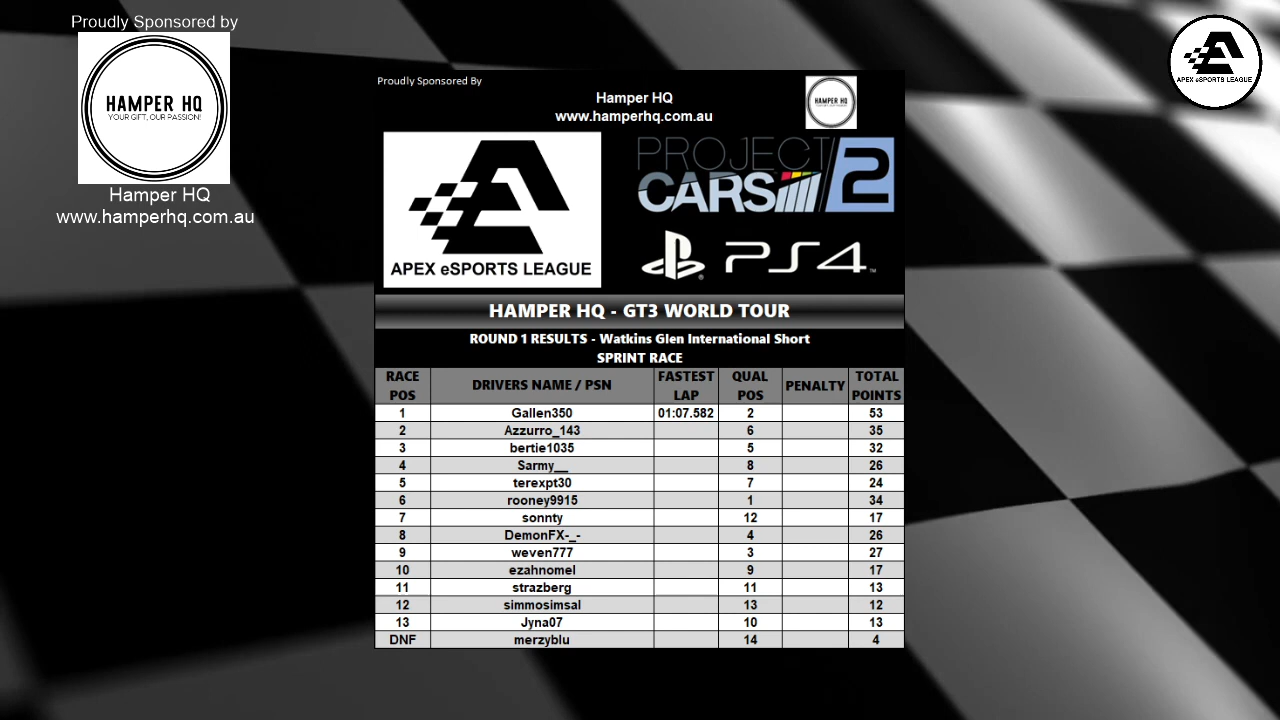 Proudly Sponsored by
HAMPER HQ
YOUR GIFT, OUR PASSION!
Hamper HQ
www.hamperhq.com.au
APEX eSPORTS LEAGUE
Proudly Sponsored By
Hamper HQ
www.hamperhq.com.au
HAMPER HQ
APEX eSPORTS LEAGUE
PROJECT
CARS 2
PS4
HAMPER HQ - GT3 WORLD TOUR
ROUND 1 RESULTS - Watkins Glen International Short
SPRINT RACE
RACE POS DRIVERS NAME / PSN FASTEST LAP QUAL POS PENALTY TOTAL POINTS
1 Gallen350 01:07.582 2 53
2 Azzurro_143 6 35
3 bertie1035 5 32
4 Sarmy__ 8 26
5 terexpt30 7 24
6 rooney9915 1 34
7 sonnty 12 17
8 DemonFX-_- 4 26
9 weven777 3 27
10 ezahnomel 9 17
11 strazberg 11 13
12 simmosimsal 13 12
13 Jyna07 10 13
DNF merzyblu 14 4